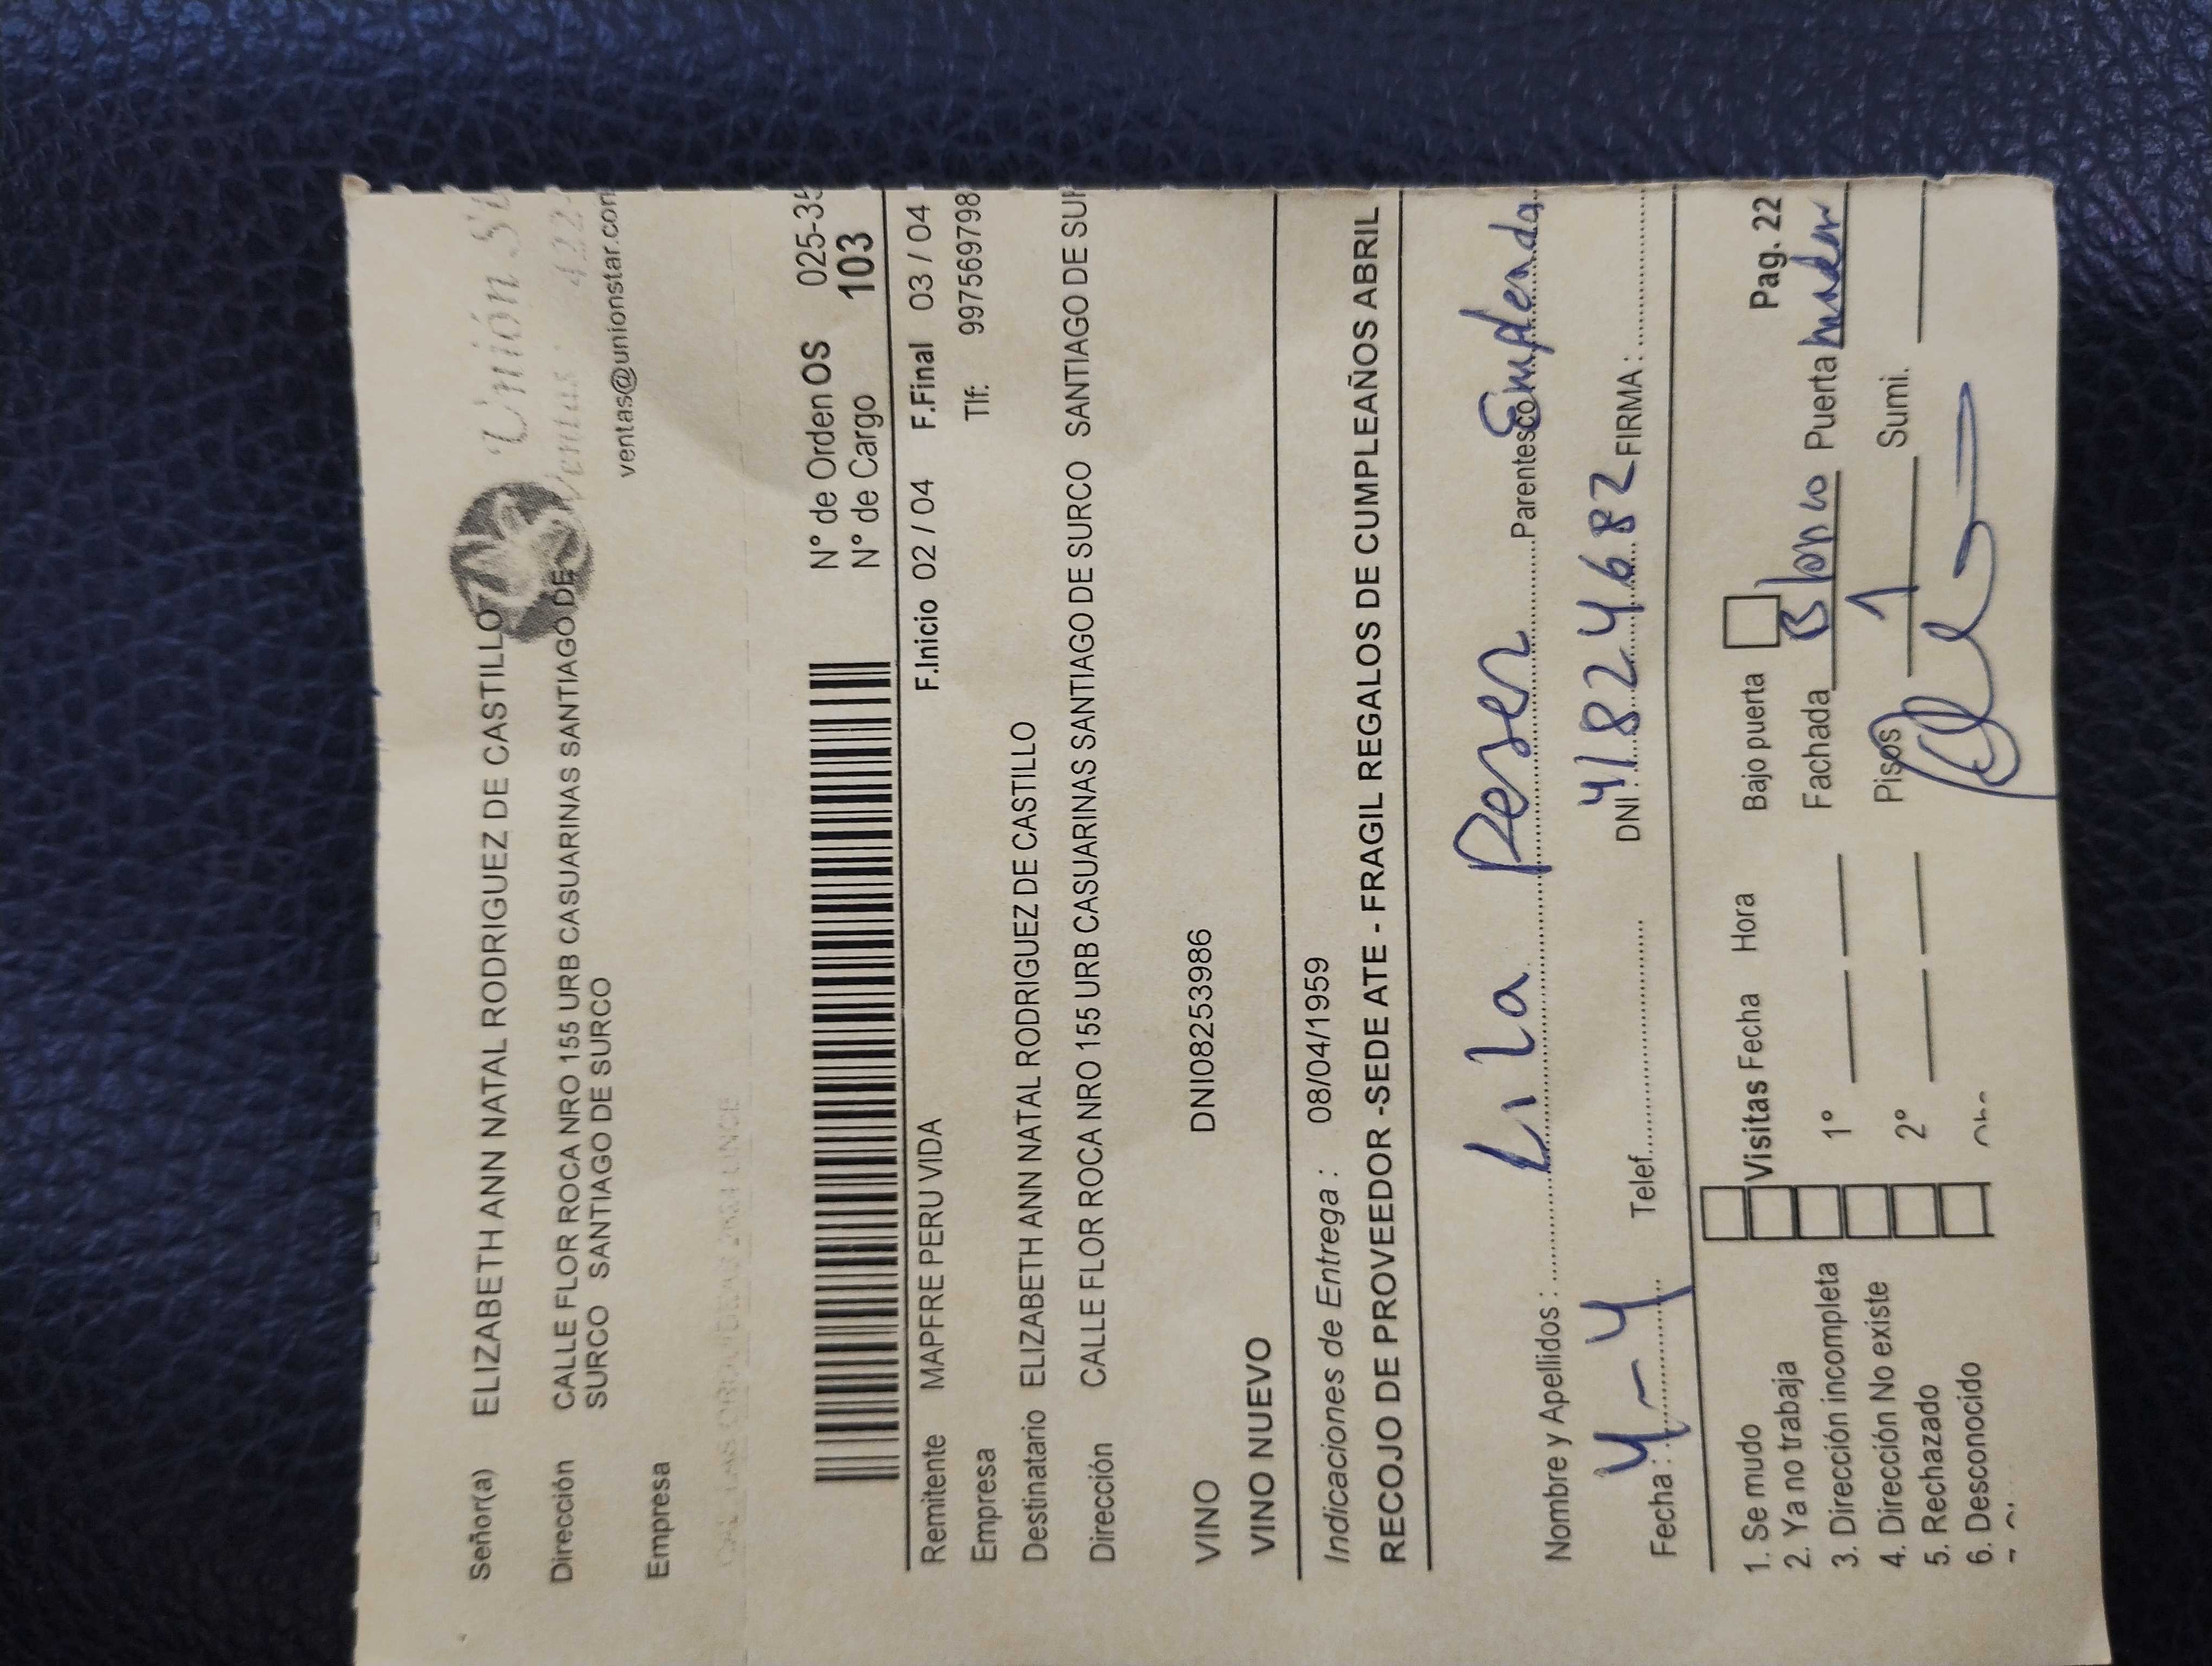 Señor(a) ELIZABETH ANN NATAL RODRIGUEZ DE CASTILLO
Unión
Ventas: 422-
Dirección CALLE FLOR ROCA NRO 155 URB CASUARINAS SANTIAGO DE
SURCO SANTIAGO DE SURCO
ventas@unionstar.com
Empresa
N° de Orden OS 025-35
N° de Cargo 103
F.Inicio 02 / 04 F.Final 03 / 04
Remitente MAPFRE PERU VIDA
Empresa Tlf: 997569798
Destinatario ELIZABETH ANN NATAL RODRIGUEZ DE CASTILLO
Dirección CALLE FLOR ROCA NRO 155 URB CASUARINAS SANTIAGO DE SURCO SANTIAGO DE SUR
VINO DNI08253986
VINO NUEVO
Indicaciones de Entrega : 08/04/1959
RECOJO DE PROVEEDOR -SEDE ATE - FRAGIL REGALOS DE CUMPLEAÑOS ABRIL
Nombre y Apellidos : Lila Parentesco
Fecha : 4-4 Telef. DNI : 41824682 FIRMA :
1. Se mudo Visitas Fecha Hora Bajo puerta Pag. 22
2. Ya no trabaja
3. Dirección incompleta 1° Fachada Blanco Puerta
4. Dirección No existe
5. Rechazado 2° Pisos 1 Sumi.
6. Desconocido